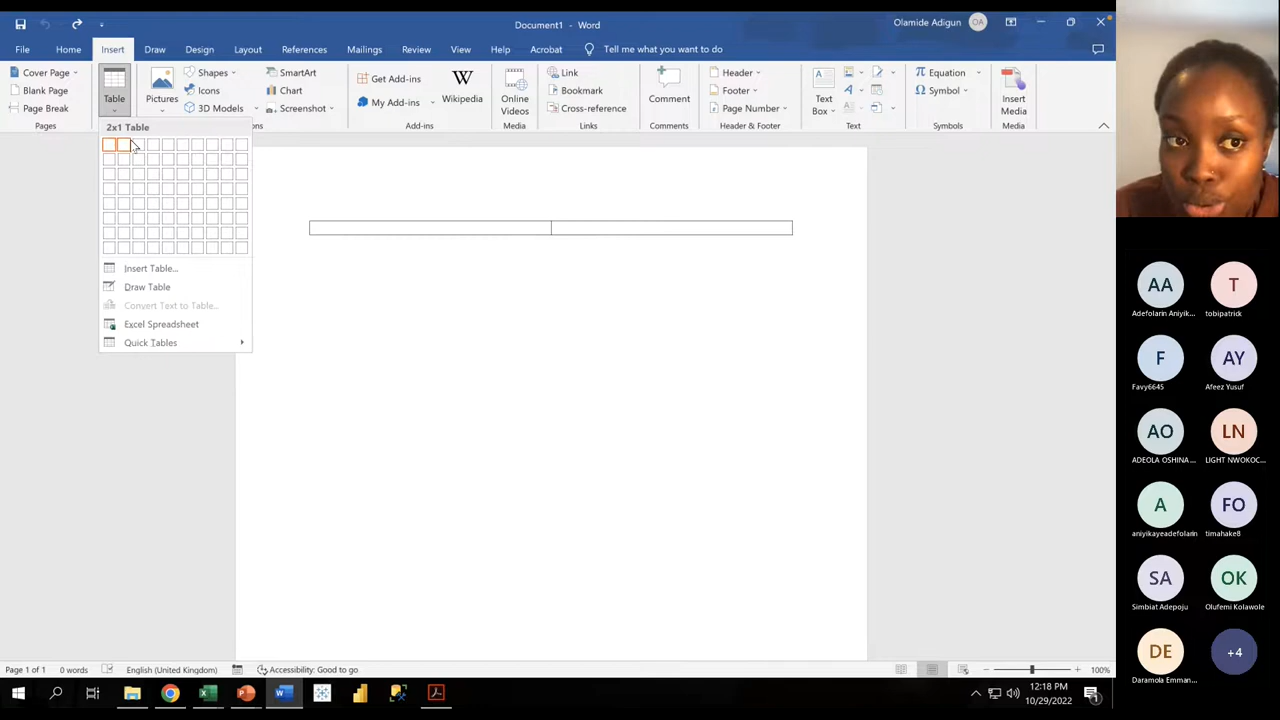 Document1 - Word
Olamide Adigun
OA
File
Home
Insert
Draw
Design
Layout
References
Mailings
Review
View
Help
Acrobat
Tell me what you want to do
Cover Page
Blank Page
Page Break
Pages
Table
Pictures
Shapes
Icons
3D Models
SmartArt
Chart
Screenshot
ons
Get Add-ins
My Add-ins
Add-ins
W
Wikipedia
Online
Videos
Media
Link
Bookmark
Cross-reference
Links
Comment
Comments
Header
Footer
Page Number
Header & Footer
Text
Box
Text
Equation
Symbol
Symbols
Insert
Media
Media
2x1 Table
Insert Table...
Draw Table
Convert Text to Table...
Excel Spreadsheet
Quick Tables
AA
Adefolarin Aniyik...
T
tobipatrick
F
Favy6645
AY
Afeez Yusuf
AO
ADEOLA OSHINA ...
LN
LIGHT NWOKOC...
A
aniyikayeadefolarin
FO
timahake8
SA
Simbiat Adepoju
OK
Olufemi Kolawole
DE
Daramola Emman...
+4
Page 1 of 1
0 words
English (United Kingdom)
Accessibility: Good to go
100%
12:18 PM
10/29/2022
1